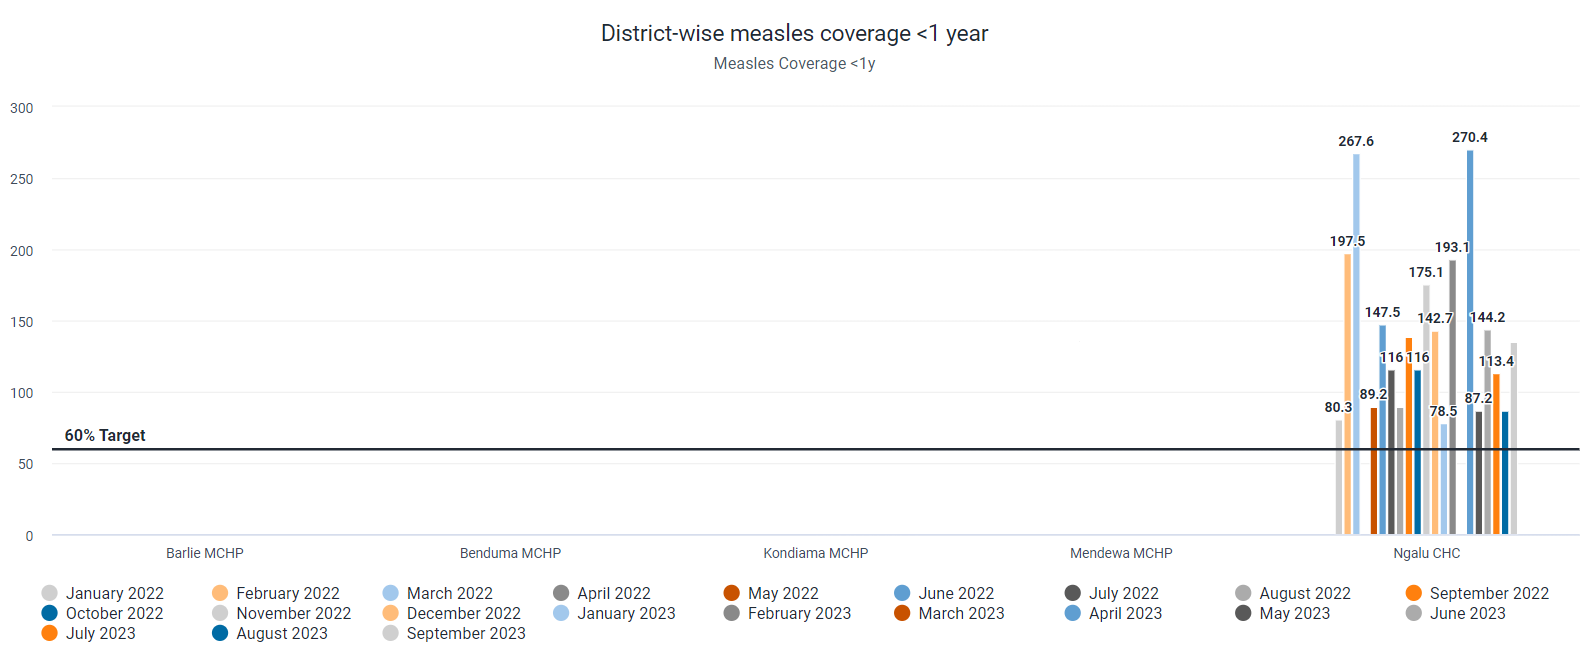 District-wise measles coverage <1 year
Measles Coverage <1y
300
250
200
150
100
50
0
60% Target
80.3
197.5
267.6
89.2
147.5
116
116
175.1
142.7
78.5
193.1
270.4
87.2
144.2
113.4
Barlie MCHP
Benduma MCHP
Kondiama MCHP
Mendewa MCHP
Ngalu CHC
January 2022 February 2022 March 2022 April 2022 May 2022 June 2022 July 2022 August 2022 September 2022
October 2022 November 2022 December 2022 January 2023 February 2023 March 2023 April 2023 May 2023 June 2023
July 2023 August 2023 September 2023